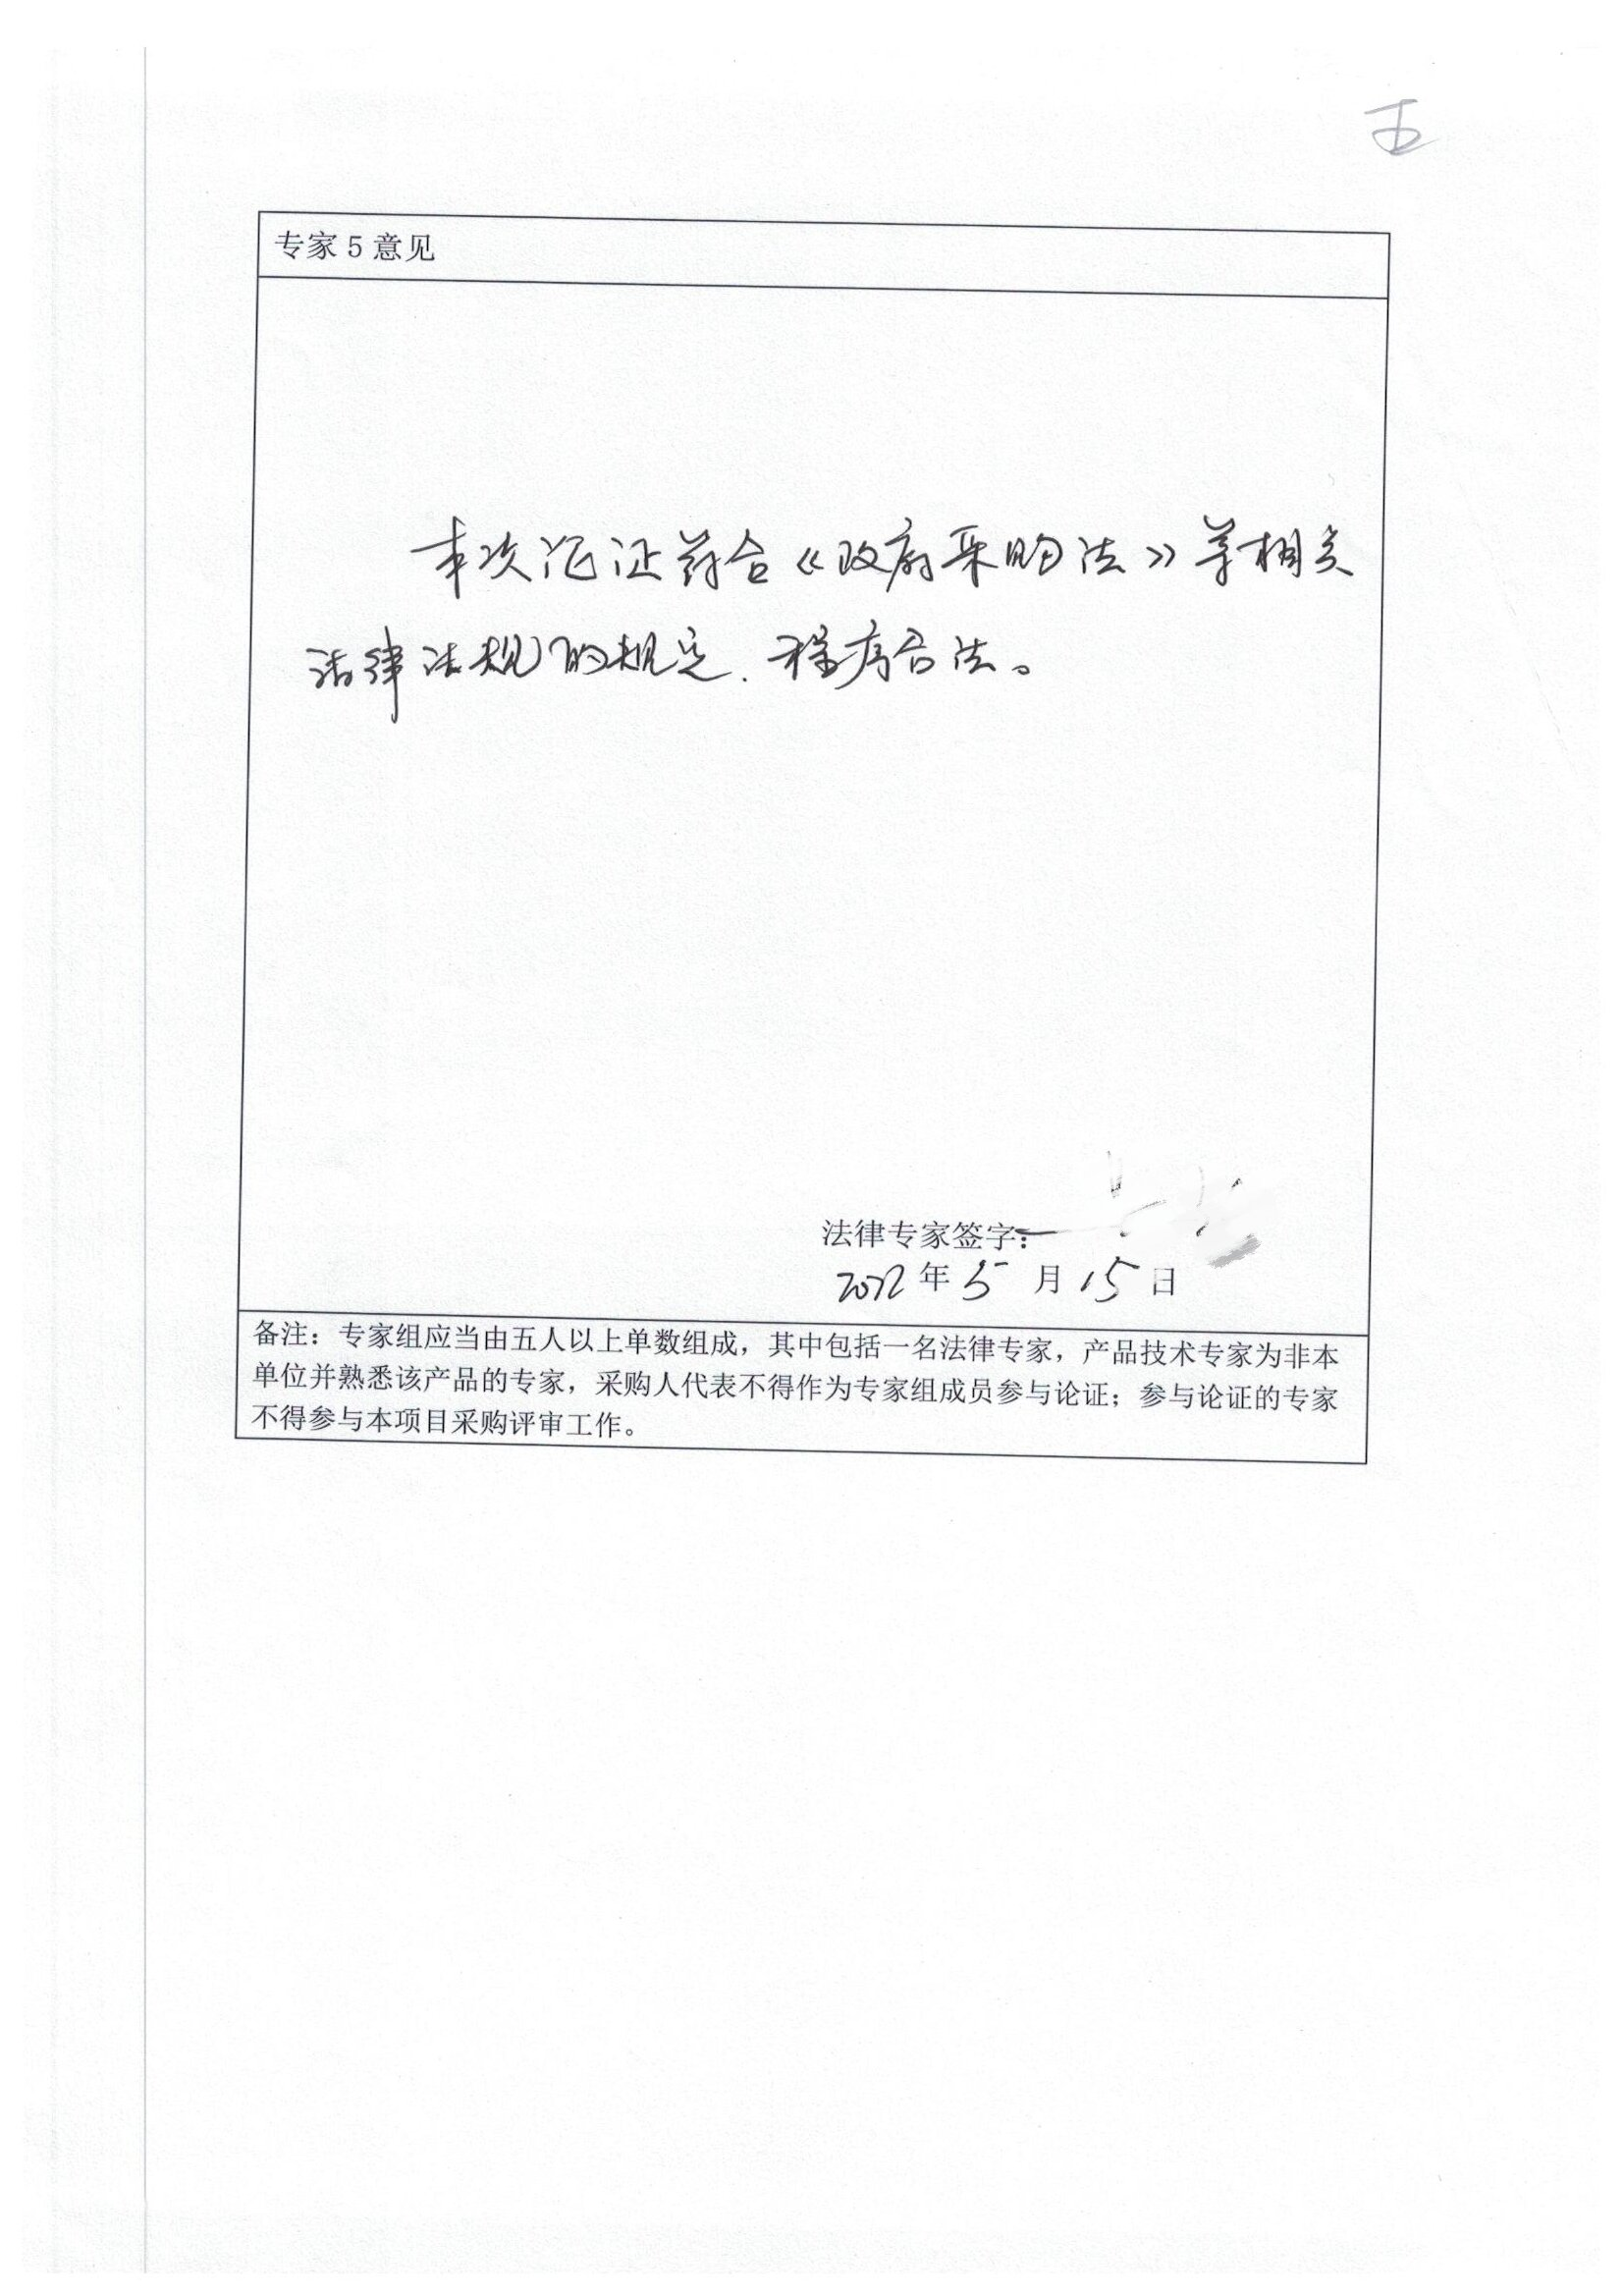 五
专家 5 意见
本次论证符合《政府采购法》等相关
法律法规的规定、程序合法。
法律专家签字:
2022 年 5 月 15 日
备注:专家组应当由五人以上单数组成,其中包括一名法律专家,产品技术专家为非本
单位并熟悉该产品的专家,采购人代表不得作为专家组成员参与论证;参与论证的专家
不得参与本项目采购评审工作。